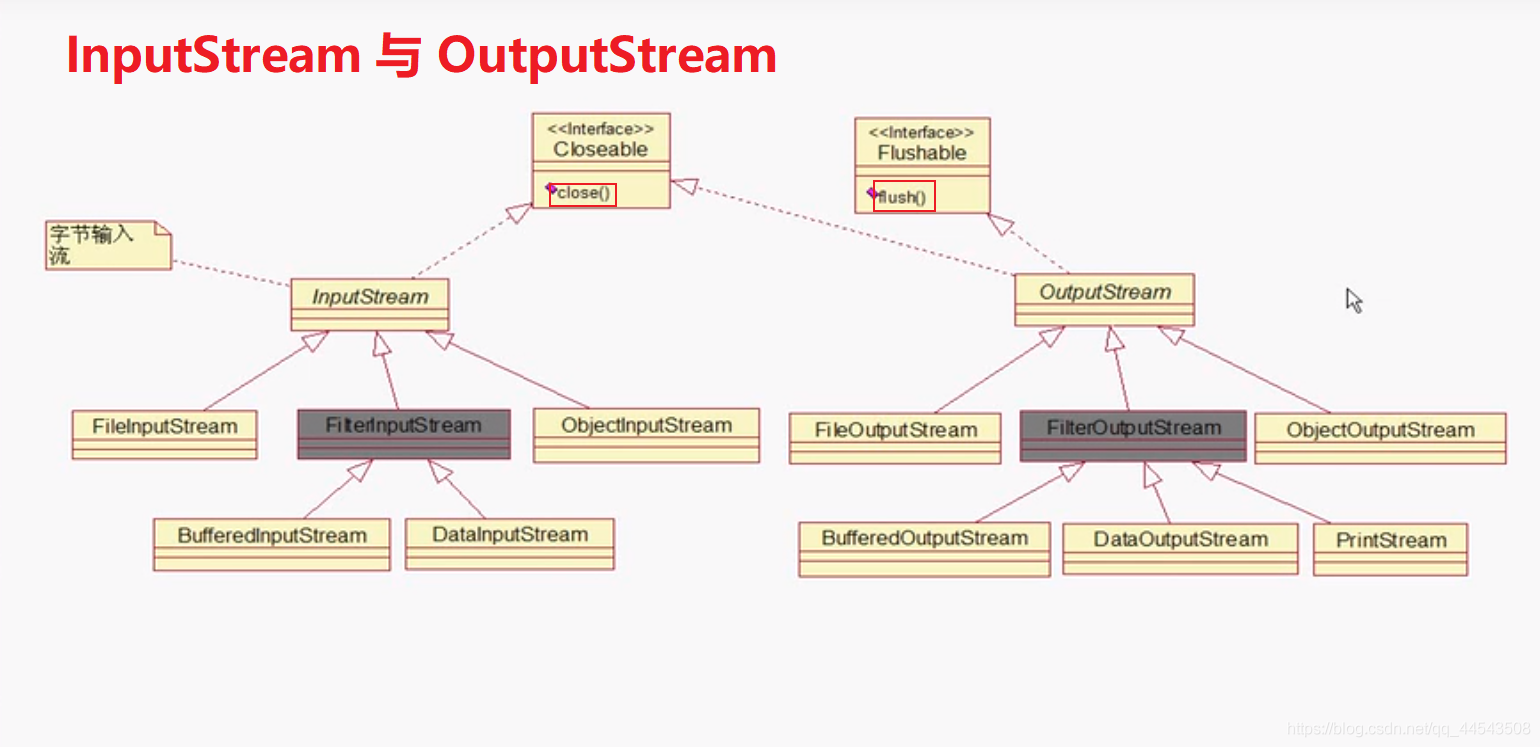 InputStream 与 OutputStream
<<Interface>>
Closeable
close()
<<Interface>>
Flushable
flush()
字节输入
流
InputStream
OutputStream
FileInputStream
FilterInputStream
ObjectInputStream
FileOutputStream
FilterOutputStream
ObjectOutputStream
BufferedInputStream
DataInputStream
BufferedOutputStream
DataOutputStream
PrintStream
https://blog.csdn.net/qq_44543508